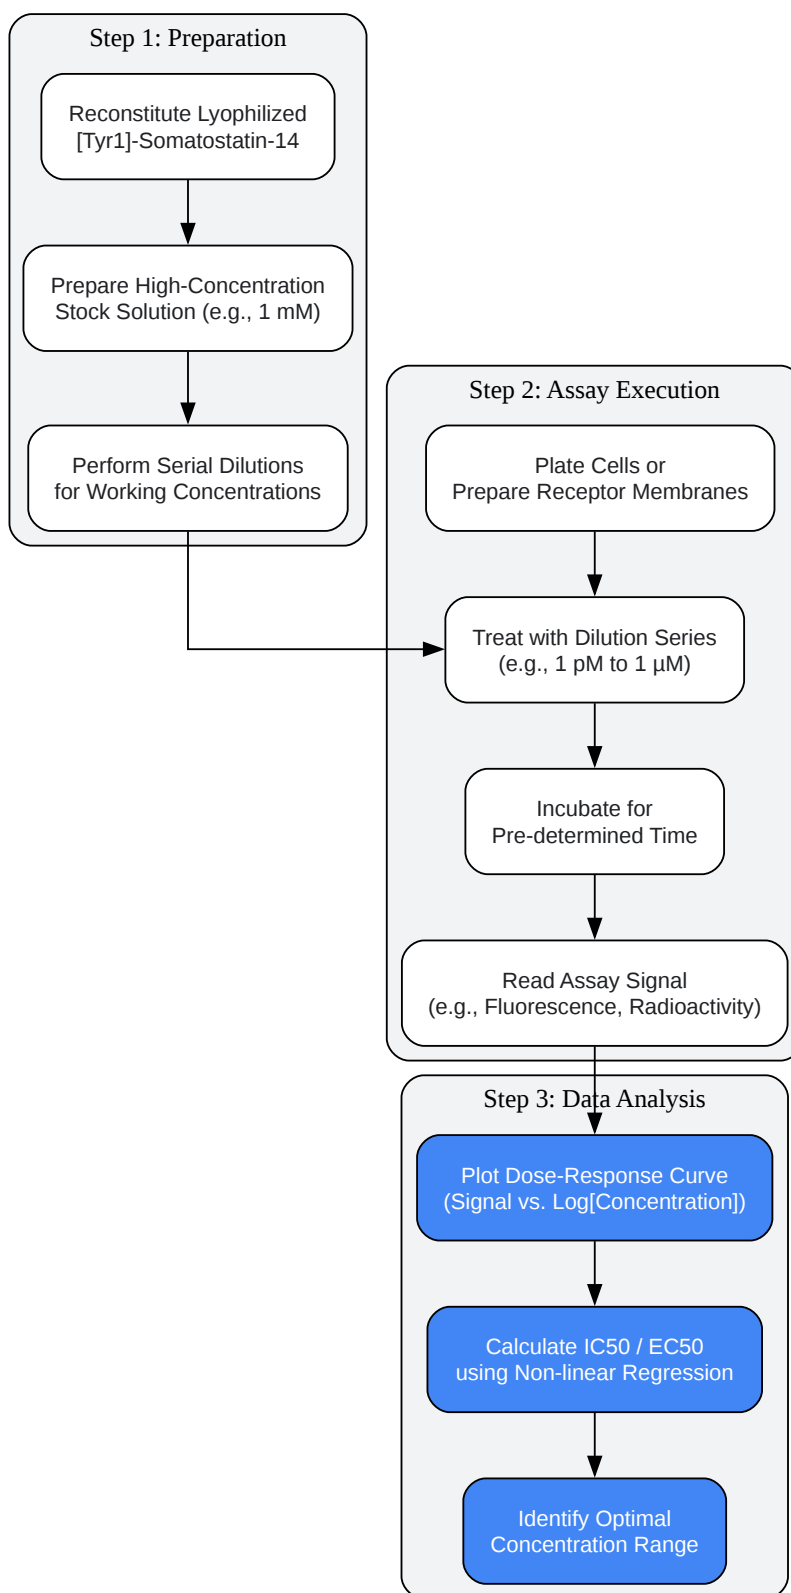 Step 1: Preparation
Reconstitute Lyophilized
[Tyr1]-Somatostatin-14
Prepare High-Concentration
Stock Solution (e.g., 1 mM)
Perform Serial Dilutions
for Working Concentrations
Step 2: Assay Execution
Plate Cells or
Prepare Receptor Membranes
Treat with Dilution Series
(e.g., 1 pM to 1 µM)
Incubate for
Pre-determined Time
Read Assay Signal
(e.g., Fluorescence, Radioactivity)
Step 3: Data Analysis
Plot Dose-Response Curve
(Signal vs. Log[Concentration])
Calculate IC50 / EC50
using Non-linear Regression
Identify Optimal
Concentration Range